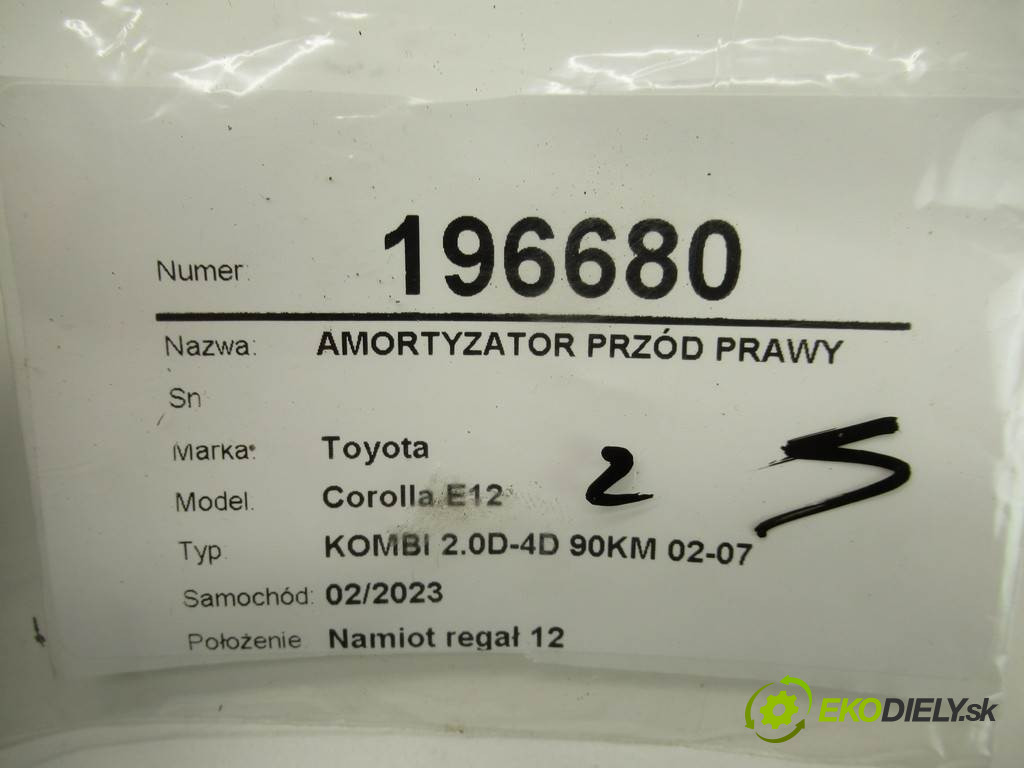 Numer: 196680
Nazwa: AMORTYZATOR PRZÓD PRAWY
Sn
Marka: Toyota
Model. Corolla E12
2 5
Typ KOMBI 2.0D-4D 90KM 02-07
Samochód: 02/2023
Położenie Namiot regał 12
EKODIELY.sk